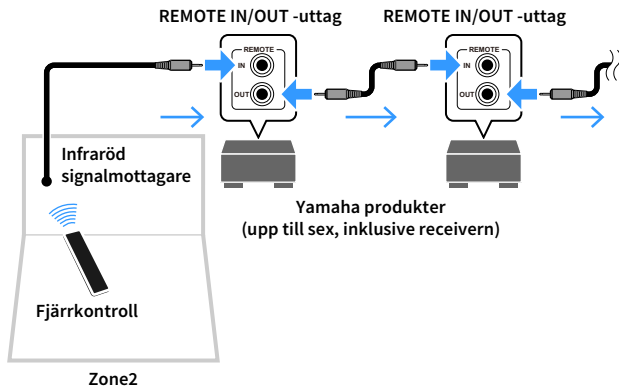 REMOTE IN/OUT -uttag
REMOTE IN/OUT -uttag
REMOTE
IN
OUT
REMOTE
IN
OUT
Infraröd
signalmottagare
Yamaha produkter
(upp till sex, inklusive receivern)
Fjärrkontroll
Zone2